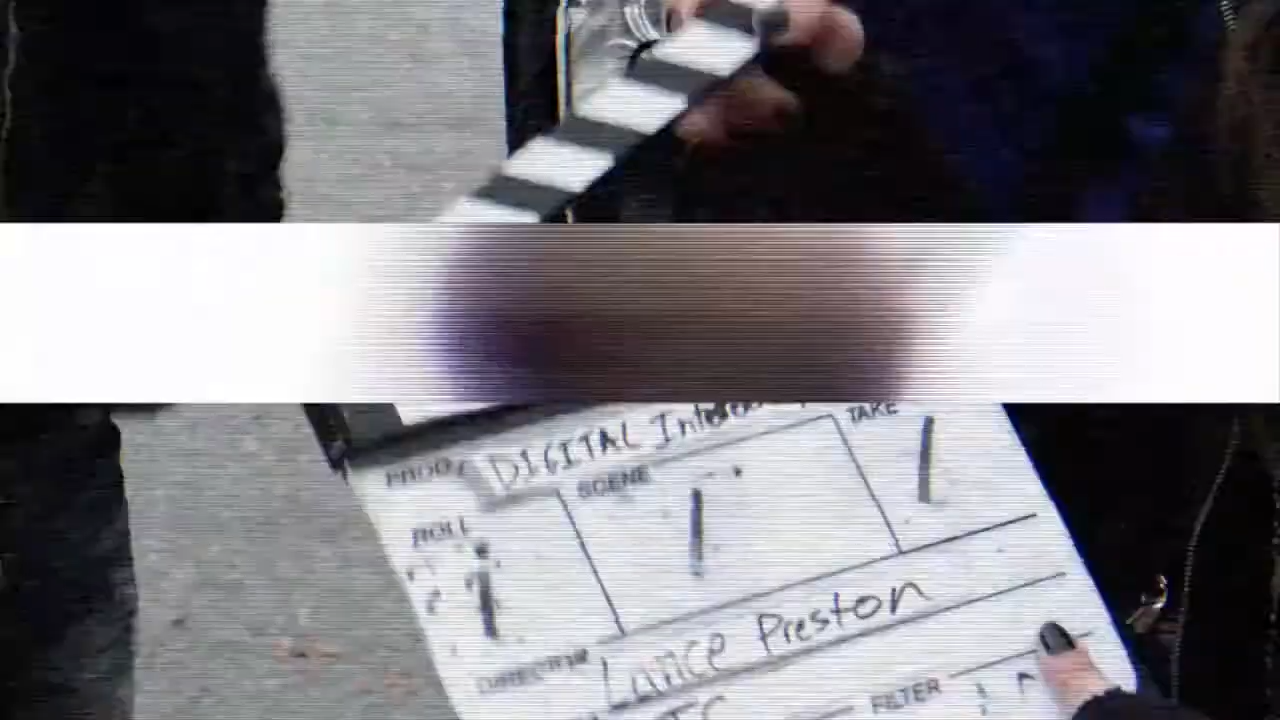 PROD. DIGITAL
SCENE TAKE
ROLL 1 1 1
DIRECTOR Lance Preston
FILTER